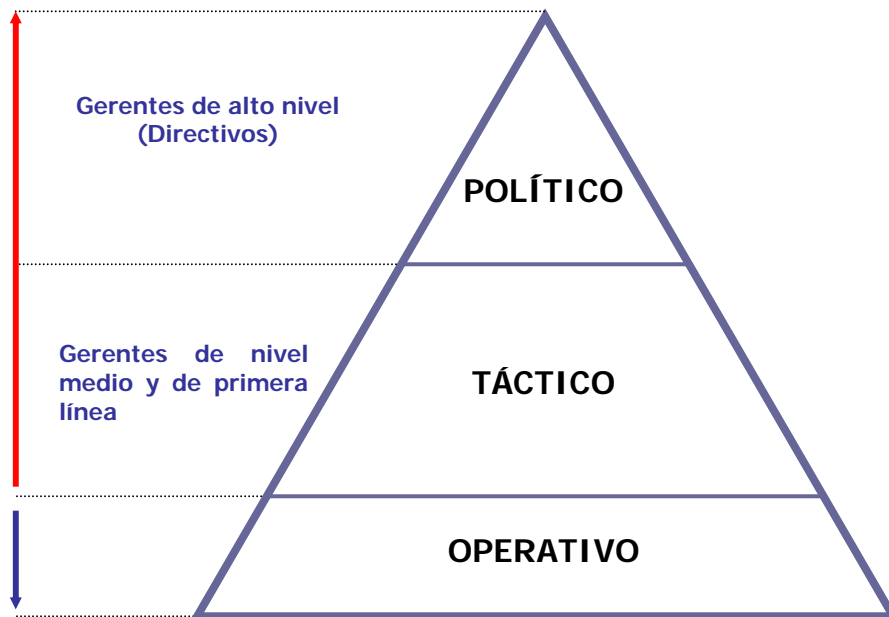 Gerentes de alto nivel
(Directivos)
POLÍTICO
Gerentes de nivel
medio y de primera
línea
TÁCTICO
OPERATIVO